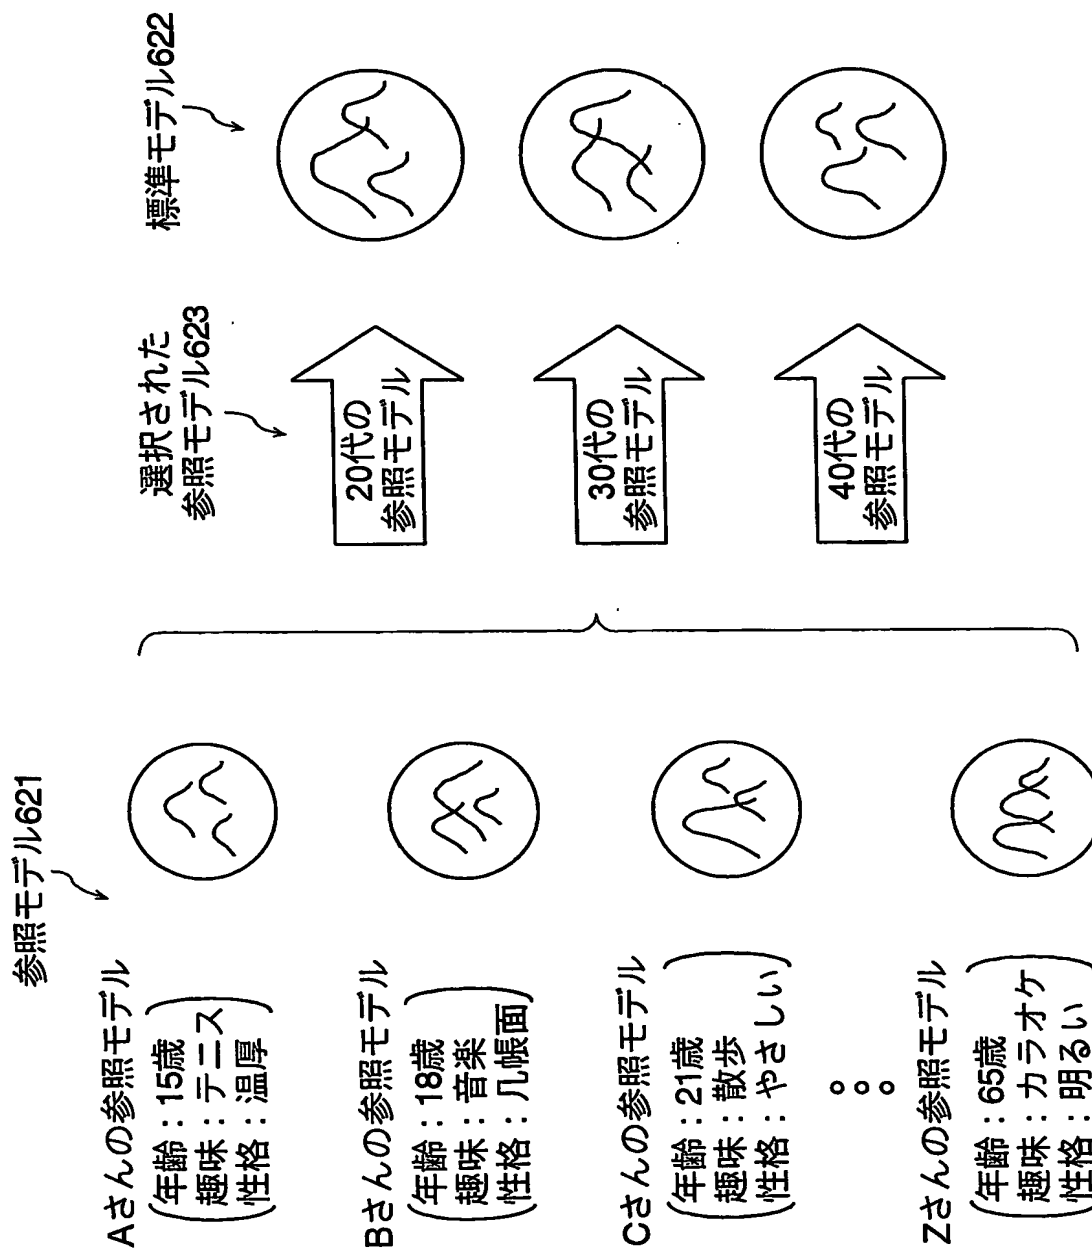 参照モデル621
Aさんの参照モデル
年齢：15歳
趣味：テニス
性格：温厚
Bさんの参照モデル
年齢：18歳
趣味：音楽
性格：几帳面
Cさんの参照モデル
年齢：21歳
趣味：散歩
性格：やさしい
Zさんの参照モデル
年齢：65歳
趣味：カラオケ
性格：明るい
選択された
参照モデル623
20代の
参照モデル
30代の
参照モデル
40代の
参照モデル
標準モデル622